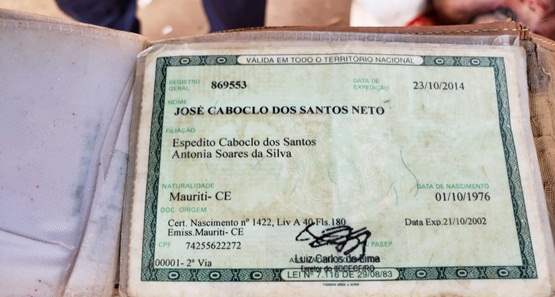 VÁLIDA EM TODO O TERRITÓRIO NACIONAL
REGISTRO GERAL 869553 DATA DE EXPEDIÇÃO 23/10/2014
NOME
JOSÉ CABOCLO DOS SANTOS NETO
FILIAÇÃO
Espedito Caboclo dos Santos
Antonia Soares da Silva
NATURALIDADE DATA DE NASCIMENTO
Mauriti- CE 01/10/1976
DOC. ORIGEM
Cert. Nascimento nº 1422, Liv A 40 Fls.180 Data Exp.21/10/2002
Emiss.Mauriti- CE
CPF 74255622272 PASEP
00001- 2ª Via
Luiz Carlos de Lima
LEI Nº 7.116 DE 29/08/83